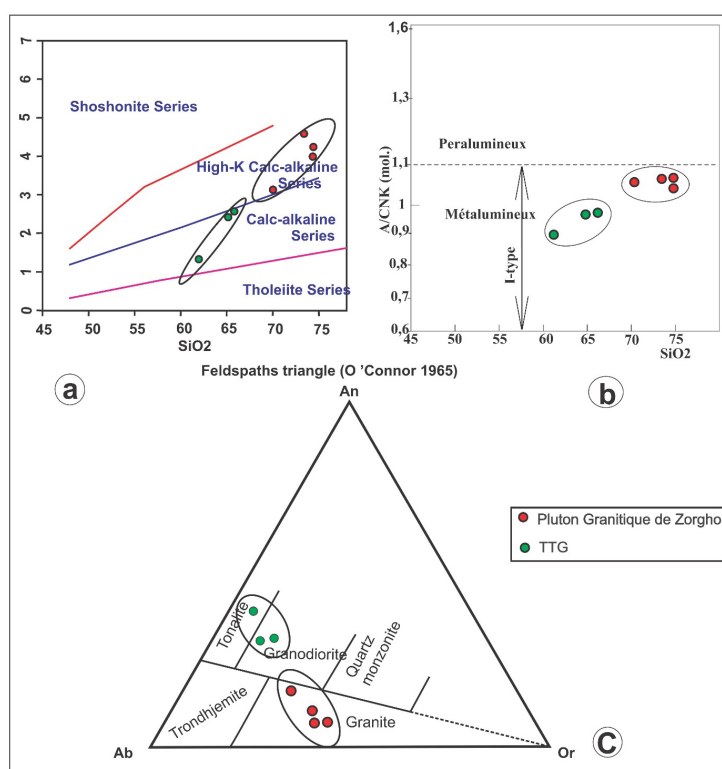 7
6
5
4
3
2
1
0
Shoshonite Series
High-K Calc-alkaline
Series
Calc-alkaline
Series
Tholeiite Series
45 50 55 60 65 70 75
SiO2
a
1,6
1,3
1,1
1
0,9
0,8
0,7
0,6
A/CNK (mol.)
Peralumineux
Métalumineux
I-type
45 50 55 60 65 70 75
SiO2
b
Feldspaths triangle (O 'Connor 1965)
An
Tonalite
Granodiorite
Quartz
monzonite
Trondhjemite
Granite
Ab
Or
C
Pluton Granitique de Zorgho
TTG